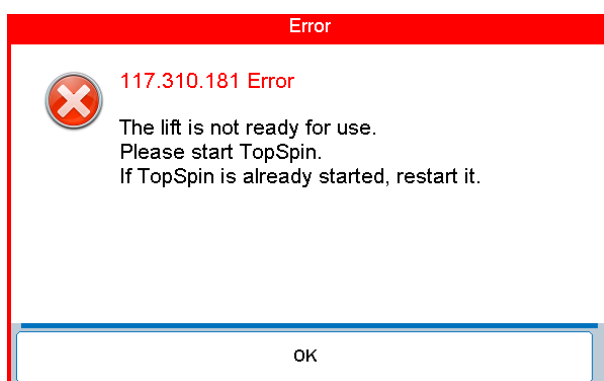 Error
117.310.181 Error
The lift is not ready for use.
Please start TopSpin.
If TopSpin is already started, restart it.
OK